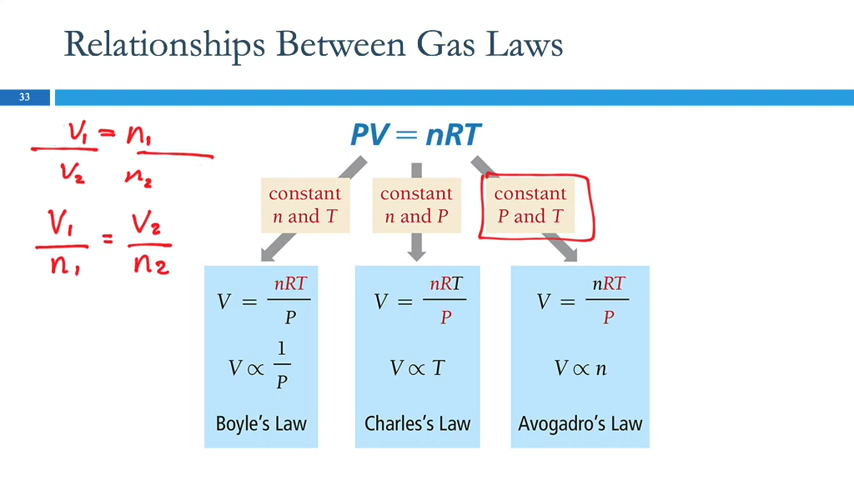 Relationships Between Gas Laws
33
V₁ = n₁
V₂ n₂
V₁ = V₂
n₁ n₂
PV = nRT
constant
n and T
constant
n and P
constant
P and T
V = nRT
P
V ∝ 1
P
Boyle's Law
V = nRT
P
V ∝ T
Charles's Law
V = nRT
P
V ∝ n
Avogadro's Law